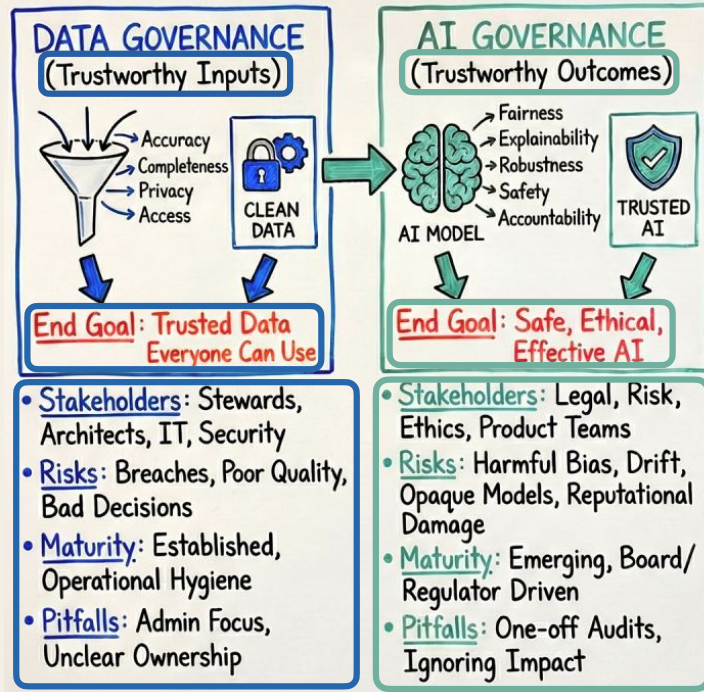 DATA GOVERNANCE
(Trustworthy Inputs)
Accuracy
Completeness
Privacy
Access
CLEAN
DATA
End Goal: Trusted Data
Everyone Can Use
• Stakeholders: Stewards,
Architects, IT, Security
• Risks: Breaches, Poor Quality,
Bad Decisions
• Maturity: Established,
Operational Hygiene
• Pitfalls: Admin Focus,
Unclear Ownership
AI GOVERNANCE
(Trustworthy Outcomes)
Fairness
Explainability
Robustness
Safety
Accountability
AI MODEL
TRUSTED
AI
End Goal: Safe, Ethical,
Effective AI
• Stakeholders: Legal, Risk,
Ethics, Product Teams
• Risks: Harmful Bias, Drift,
Opaque Models, Reputational
Damage
• Maturity: Emerging, Board/
Regulator Driven
• Pitfalls: One-off Audits,
Ignoring Impact